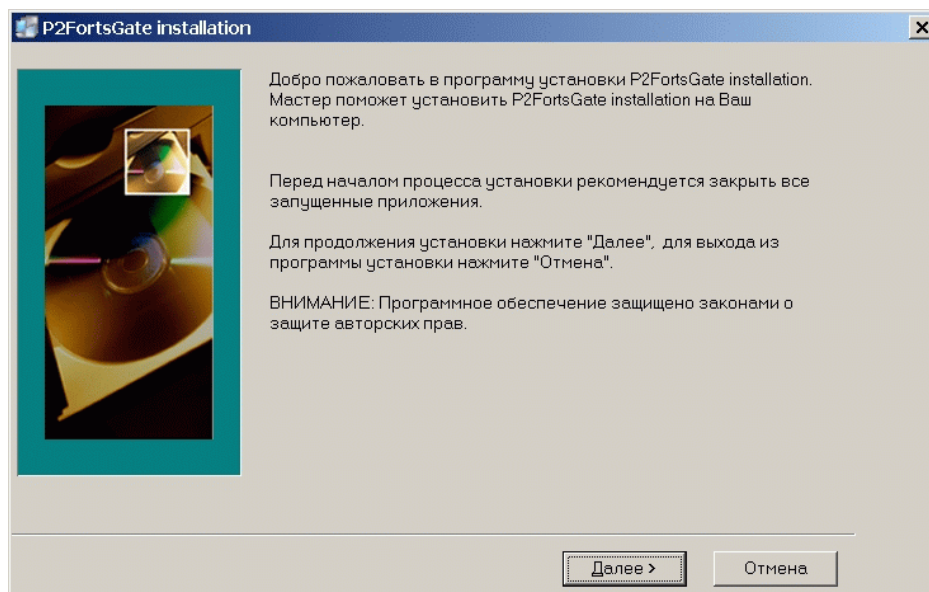 P2FortsGate installation
Добро пожаловать в программу установки P2FortsGate installation.
Мастер поможет установить P2FortsGate installation на Ваш
компьютер.
Перед началом процесса установки рекомендуется закрыть все
запущенные приложения.
Для продолжения установки нажмите "Далее", для выхода из
программы установки нажмите "Отмена".
ВНИМАНИЕ: Программное обеспечение защищено законами о
защите авторских прав.
Далее >
Отмена